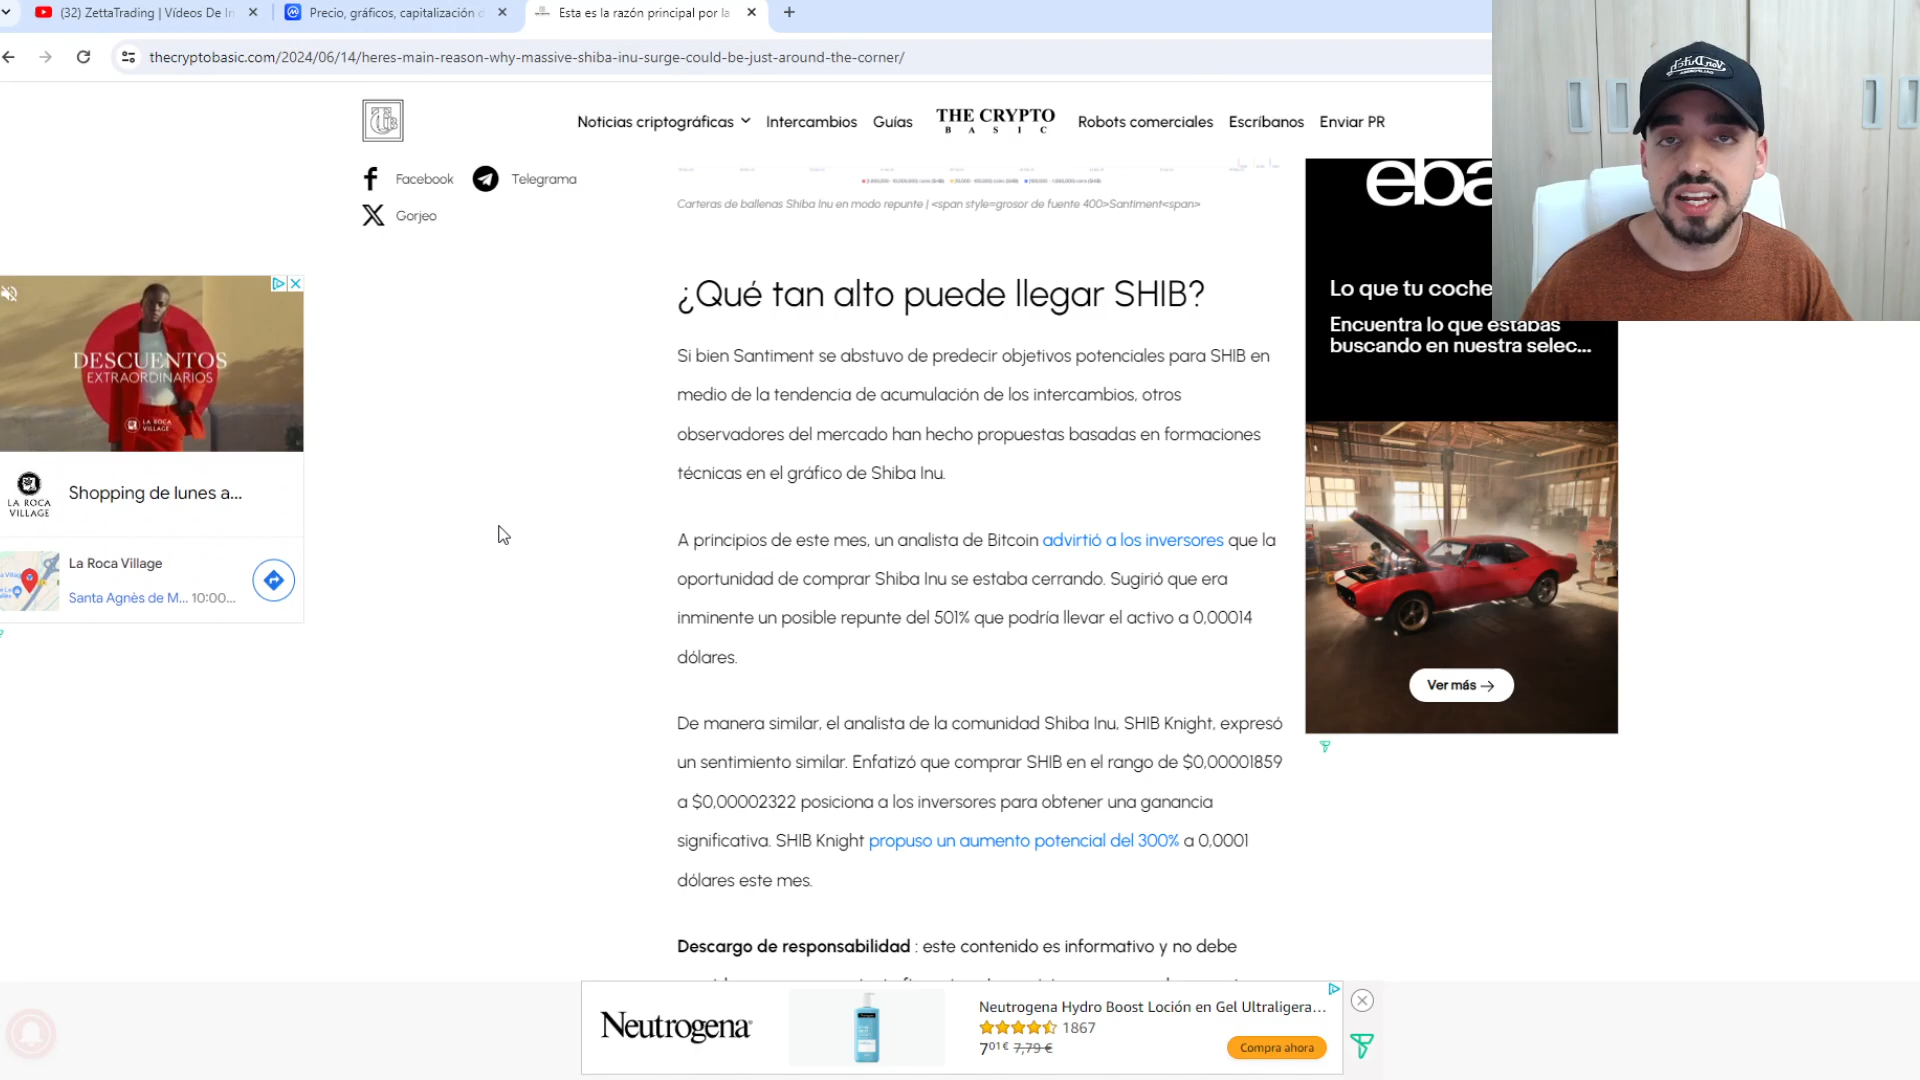 (32) ZettaTrading | Vídeos De In
Precio, gráficos, capitalización d
Esta es la razón principal por la
thecryptobasic.com/2024/06/14/heres-main-reason-why-massive-shiba-inu-surge-could-be-just-around-the-corner/
Noticias criptográficas
Intercambios
Guías
THE CRYPTO
BASIC
Robots comerciales
Escríbanos
Enviar PR
Facebook
Telegrama
Gorjeo
Carteras de ballenas Shiba Inu en modo repunte | <span style=grosor de fuente 400>Santiment<span>
¿Qué tan alto puede llegar SHIB?
Si bien Santiment se abstuvo de predecir objetivos potenciales para SHIB en
medio de la tendencia de acumulación de los intercambios, otros
observadores del mercado han hecho propuestas basadas en formaciones
técnicas en el gráfico de Shiba Inu.
A principios de este mes, un analista de Bitcoin advirtió a los inversores que la
oportunidad de comprar Shiba Inu se estaba cerrando. Sugirió que era
inminente un posible repunte del 501% que podría llevar el activo a 0,00014
dólares.
De manera similar, el analista de la comunidad Shiba Inu, SHIB Knight, expresó
un sentimiento similar. Enfatizó que comprar SHIB en el rango de $0,00001859
a $0,00002322 posiciona a los inversores para obtener una ganancia
significativa. SHIB Knight propuso un aumento potencial del 300% a 0,0001
dólares este mes.
Descargo de responsabilidad : este contenido es informativo y no debe
DESCUENTOS
EXTRAORDINARIOS
LA ROCA
VILLAGE
LA ROCA
VILLAGE
Shopping de lunes a...
La Roca Village
Santa Agnès de M... 10:00...
eba
Lo que tu coche
Encuentra lo que estabas
buscando en nuestra selec...
Ver más
Neutrogena
Neutrogena Hydro Boost Loción en Gel Ultraligera...
1867
7,01€ 7,79 €
Compra ahora